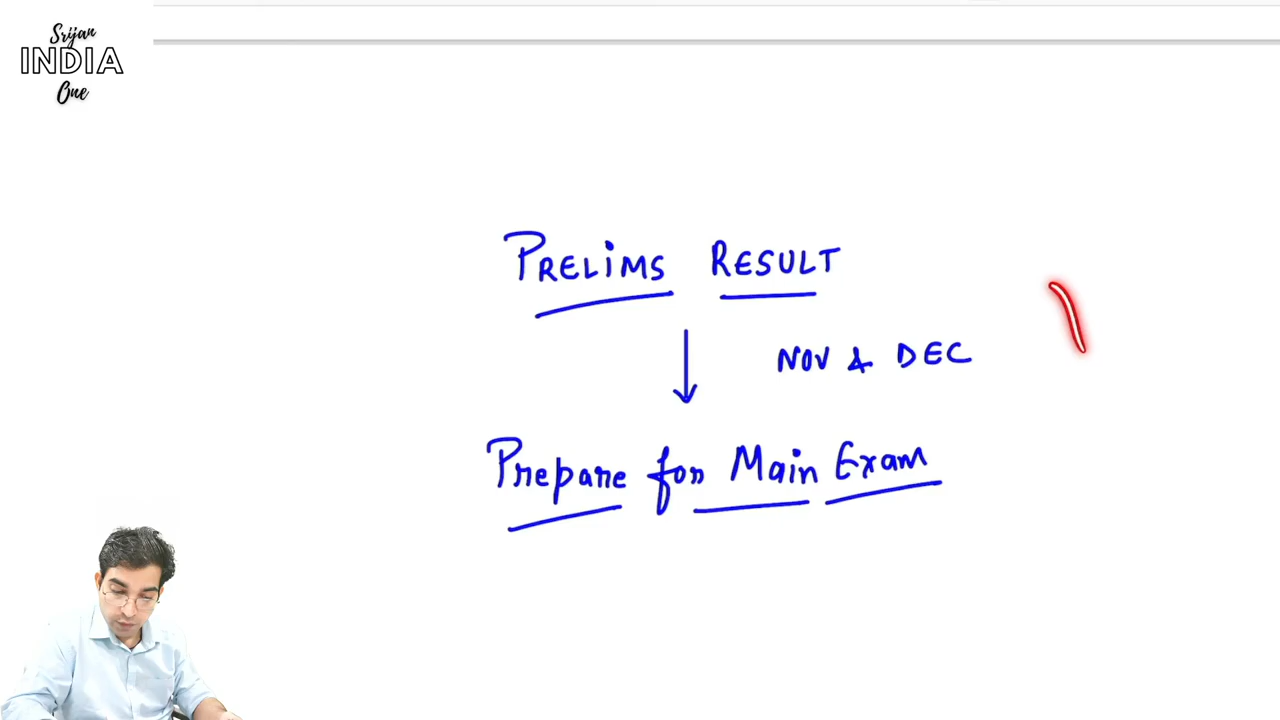 Srijan
INDIA
One
PRELIMS RESULT
NOV & DEC
Prepare for Main Exam